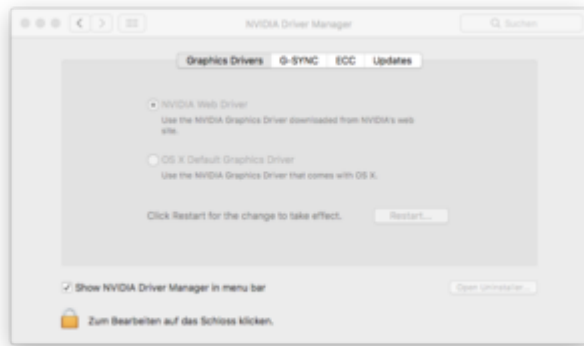 NVIDIA Driver Manager
Suchen
Graphics Drivers G-SYNC ECC Updates
NVIDIA Web Driver
Use the NVIDIA Graphics Driver downloaded from NVIDIA's web
site.
OS X Default Graphics Driver
Use the NVIDIA Graphics Driver that comes with OS X.
Click Restart for the change to take effect. Restart...
Show NVIDIA Driver Manager in menu bar
Open Uninstaller...
Zum Bearbeiten auf das Schloss klicken.